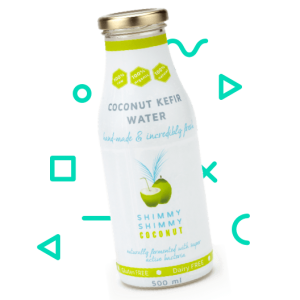 COCONUT KEFIR
WATER
hand-made & incredibly fresh
SHIMMY
SHIMMY
COCONUT
naturally fermented with super
active bacteria
Dairy FREE
500 ml